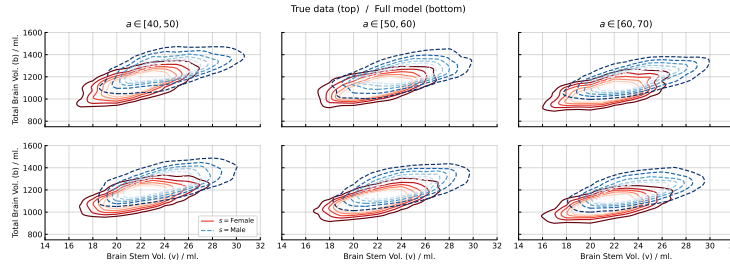 True data (top) / Full model (bottom)
a ∈ [40, 50)
a ∈ [50, 60)
a ∈ [60, 70)
Total Brain Vol. (b) / ml.
1600
1400
1200
1000
800
Total Brain Vol. (b) / ml.
1600
1400
1200
1000
800
s = Female
s = Male
14 16 18 20 22 24 26 28 30 32
14 16 18 20 22 24 26 28 30 32
14 16 18 20 22 24 26 28 30
Brain Stem Vol. (v) / ml.
Brain Stem Vol. (v) / ml.
Brain Stem Vol. (v) / ml.